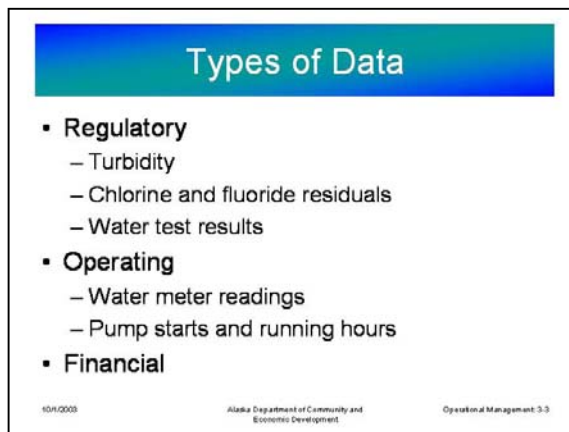 Types of Data
• Regulatory
– Turbidity
– Chlorine and fluoride residuals
– Water test results
• Operating
– Water meter readings
– Pump starts and running hours
• Financial
10/1/2003
Alaska Department of Community and
Economic Development
Operational Management: 3-3